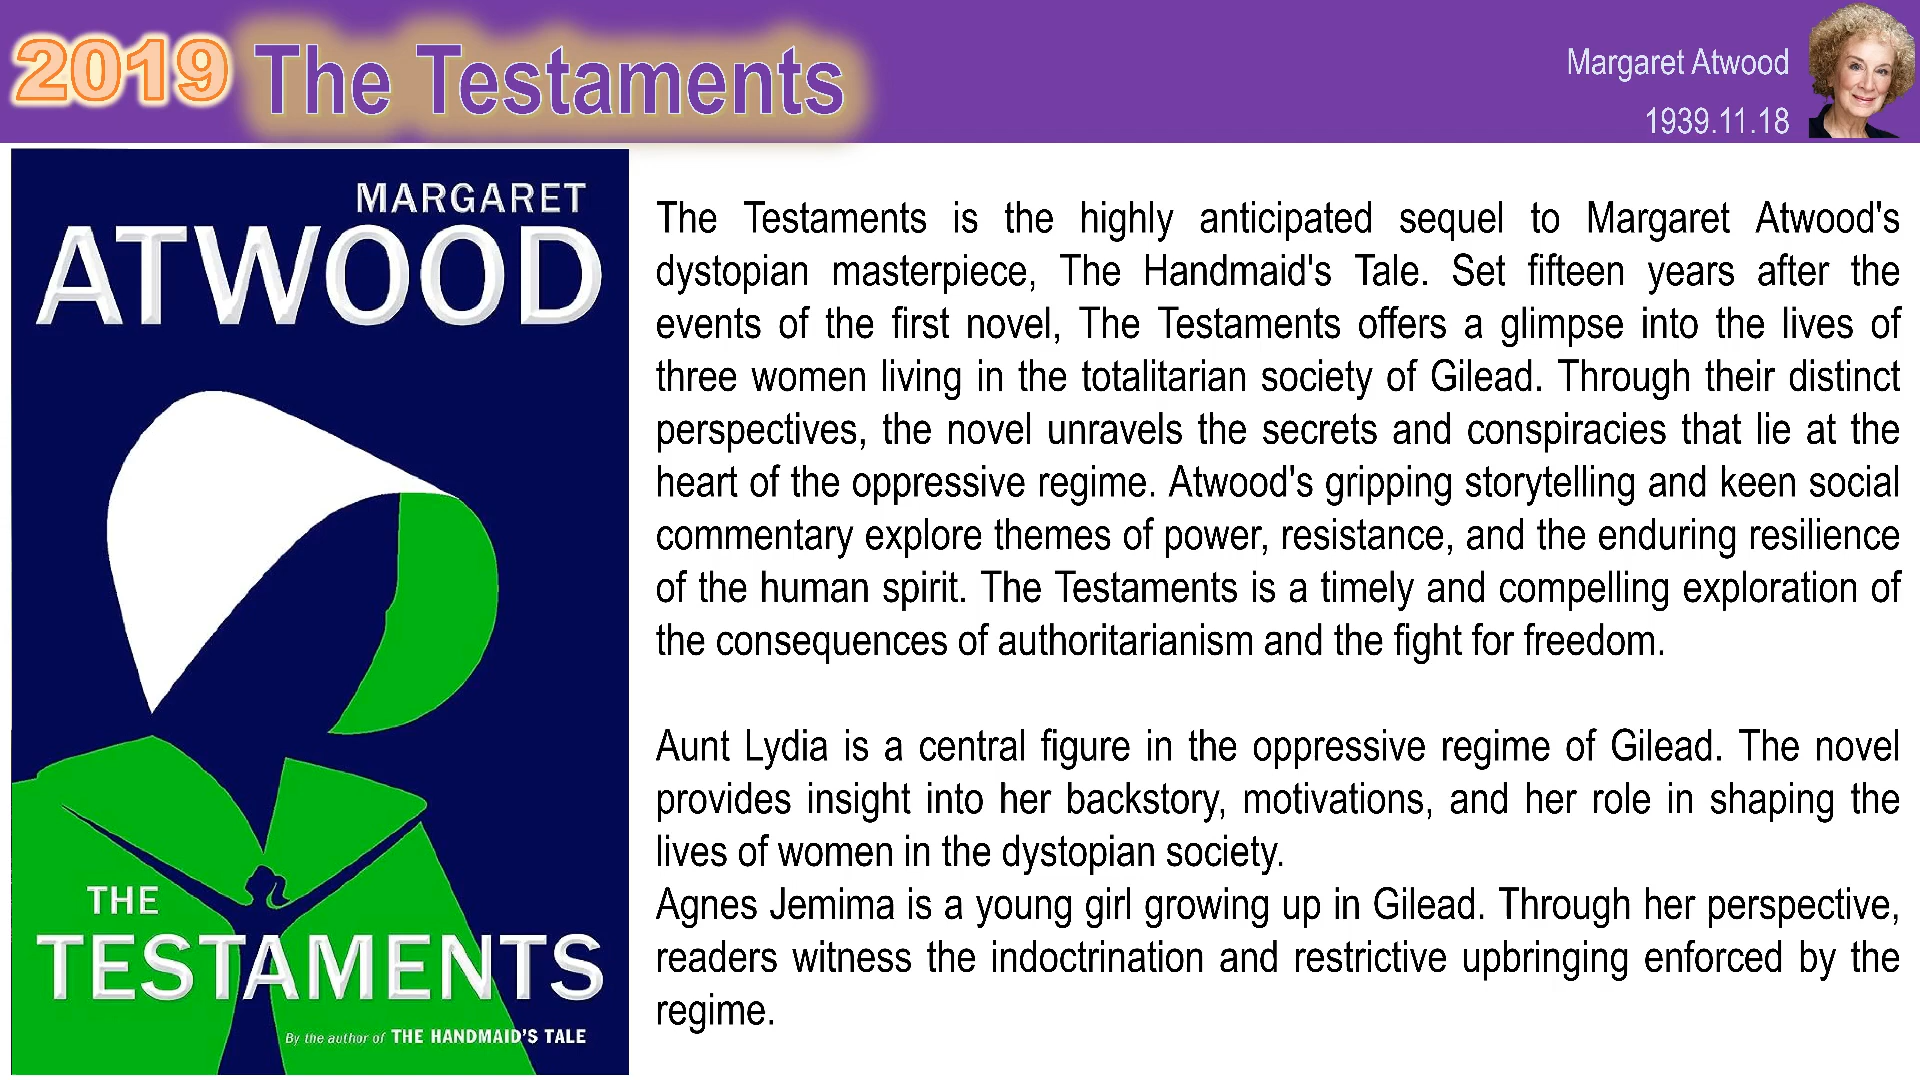 2019 The Testaments
Margaret Atwood
1939.11.18
MARGARET
ATWOOD
THE
TESTAMENTS
By the author of THE HANDMAID'S TALE
The Testaments is the highly anticipated sequel to Margaret Atwood's
dystopian masterpiece, The Handmaid's Tale. Set fifteen years after the
events of the first novel, The Testaments offers a glimpse into the lives of
three women living in the totalitarian society of Gilead. Through their distinct
perspectives, the novel unravels the secrets and conspiracies that lie at the
heart of the oppressive regime. Atwood's gripping storytelling and keen social
commentary explore themes of power, resistance, and the enduring resilience
of the human spirit. The Testaments is a timely and compelling exploration of
the consequences of authoritarianism and the fight for freedom.
Aunt Lydia is a central figure in the oppressive regime of Gilead. The novel
provides insight into her backstory, motivations, and her role in shaping the
lives of women in the dystopian society.
Agnes Jemima is a young girl growing up in Gilead. Through her perspective,
readers witness the indoctrination and restrictive upbringing enforced by the
regime.